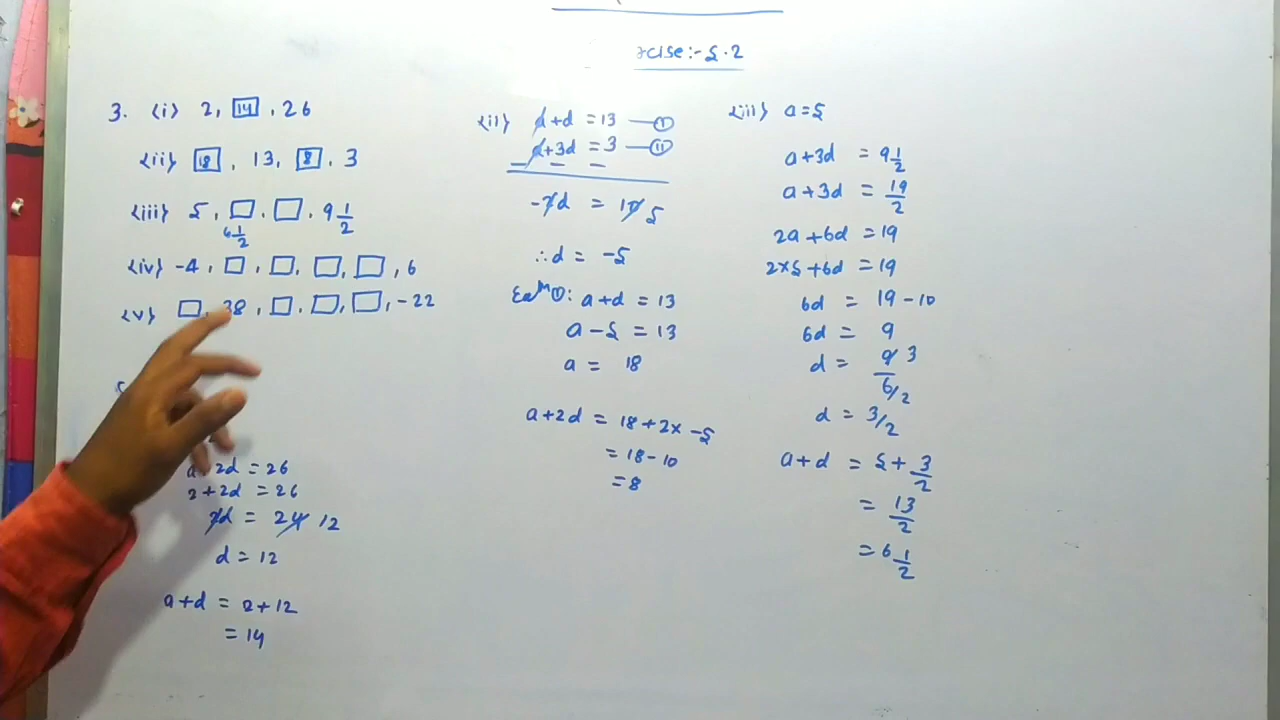 rcise:- 5.2
3. (i) 2, 14, 26
(ii) 18, 13, 8, 3
(iii) 5, □, □, 9 1/2
6 1/2
(iv) -4, □, □, □, □, 6
(v) □, 38, □, □, □, -22
a+2d = 26
2+2d = 26
2d = 24 12
d = 12
a+d = 2+12
= 14
(ii) a+d = 13 — (I)
a+3d = 3 — (II)
- - -
-2d = 10 5
∴d = -5
Eqn (I): a+d = 13
a-5 = 13
a = 18
a+2d = 18+2x -5
= 18-10
= 8
(iii) a=5
a+3d = 9 1/2
a+3d = 19/2
2a+6d = 19
2x5+6d = 19
6d = 19-10
6d = 9
d = 9/6 3/2
d = 3/2
a+d = 5+3/2
= 13/2
= 6 1/2